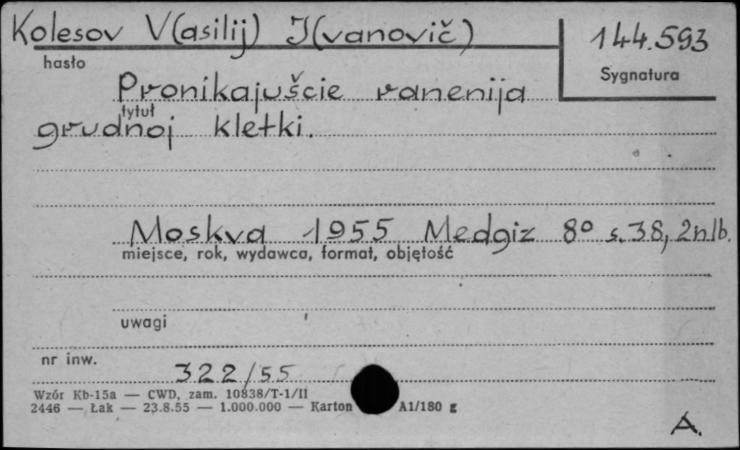 Kolesov V(asilij) I(vanovič)
144.593
hasło
Sygnatura
Pronikajuščie ranenija
tytuł
grudnoj kletki.
Moskva 1955 Medgiz 8° s.38, 2nlb.
miejsce, rok, wydawca, format, objętość
uwagi
nr inw.
322/55
Wzór Kb-15a — CWD, zam. 10838/T-1/II
2446 — Łak — 23.8.55 — 1.000.000 — Karton A1/180 g
A.